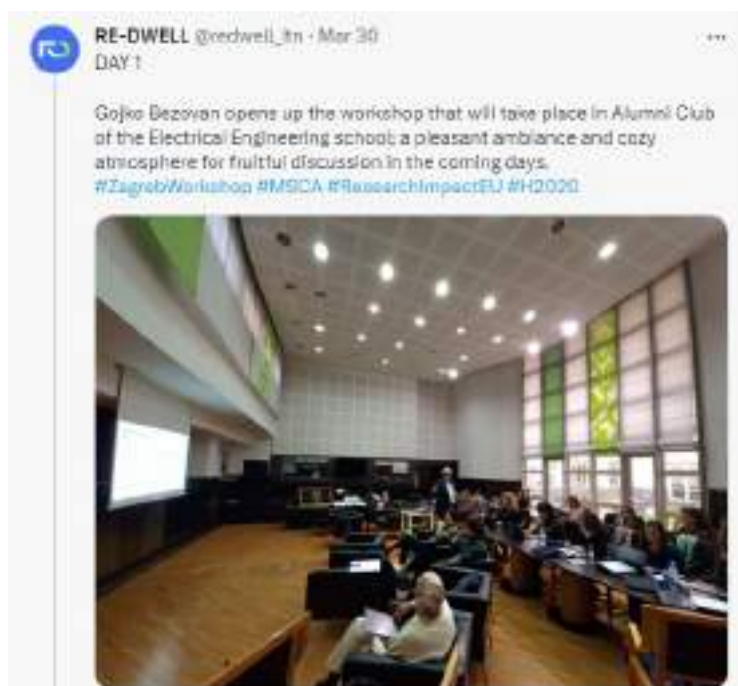 RE-DWELL @redwell_itn · Mar 30
DAY 1
Gojko Bezovan opens up the workshop that will take place in Alumni Club
of the Electrical Engineering school; a pleasant ambiance and cozy
atmosphere for fruitful discussion in the coming days.
#ZagrebWorkshop #MSCA #ResearchImpactEU #H2020